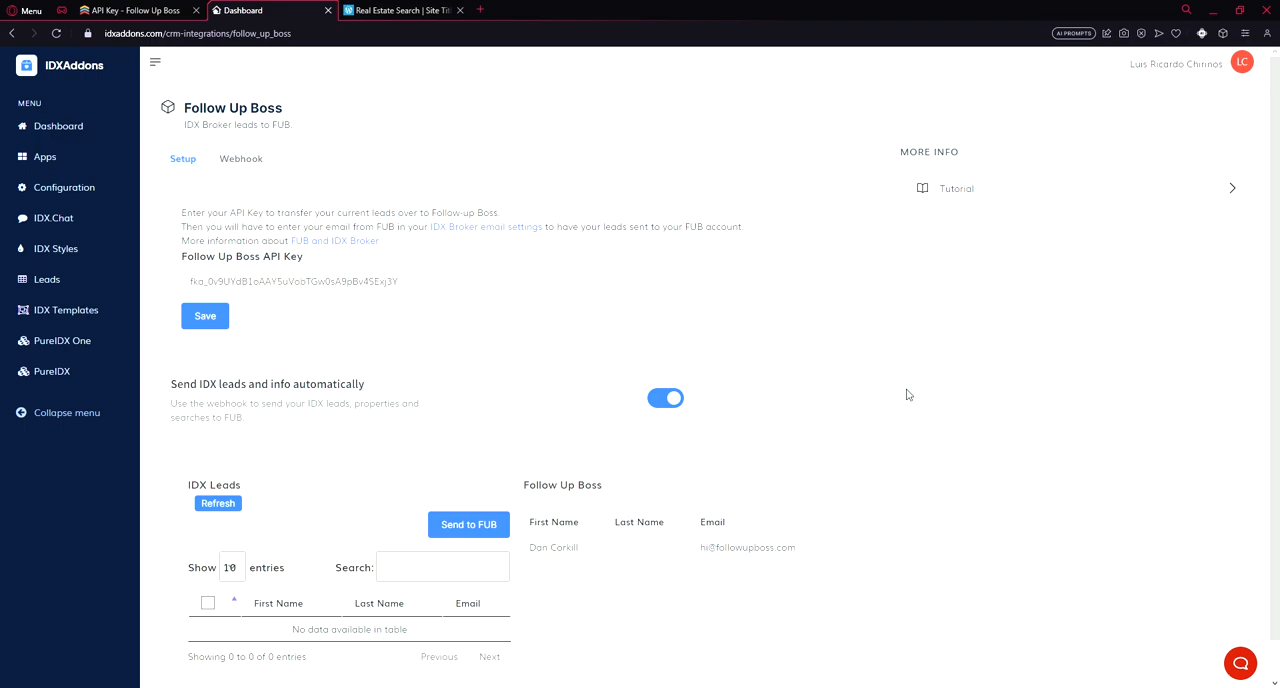 Menu
API Key - Follow Up Boss
Dashboard
Real Estate Search | Site Titl
idxaddons.com/crm-integrations/follow_up_boss
AI PROMPTS
IDXAddons
MENU
Dashboard
Apps
Configuration
IDX.Chat
IDX Styles
Leads
IDX Templates
PureIDX One
PureIDX
Collapse menu
Luis Ricardo Chirinos
LC
Follow Up Boss
IDX Broker leads to FUB.
Setup
Webhook
MORE INFO
Tutorial
Enter your API Key to transfer your current leads over to Follow-up Boss.
Then you will have to enter your email from FUB in your IDX Broker email settings to have your leads sent to your FUB account.
More information about FUB and IDX Broker
Follow Up Boss API Key
fka_0v9UYdB1oAAY5uVobTGw0sA9pBv4SExj3Y
Save
Send IDX leads and info automatically
Use the webhook to send your IDX leads, properties and
searches to FUB.
IDX Leads
Refresh
Send to FUB
Show 10 entries
Search:
First Name Last Name Email
No data available in table
Showing 0 to 0 of 0 entries
Previous Next
Follow Up Boss
First Name Last Name Email
Dan Corkill hi@followupboss.com